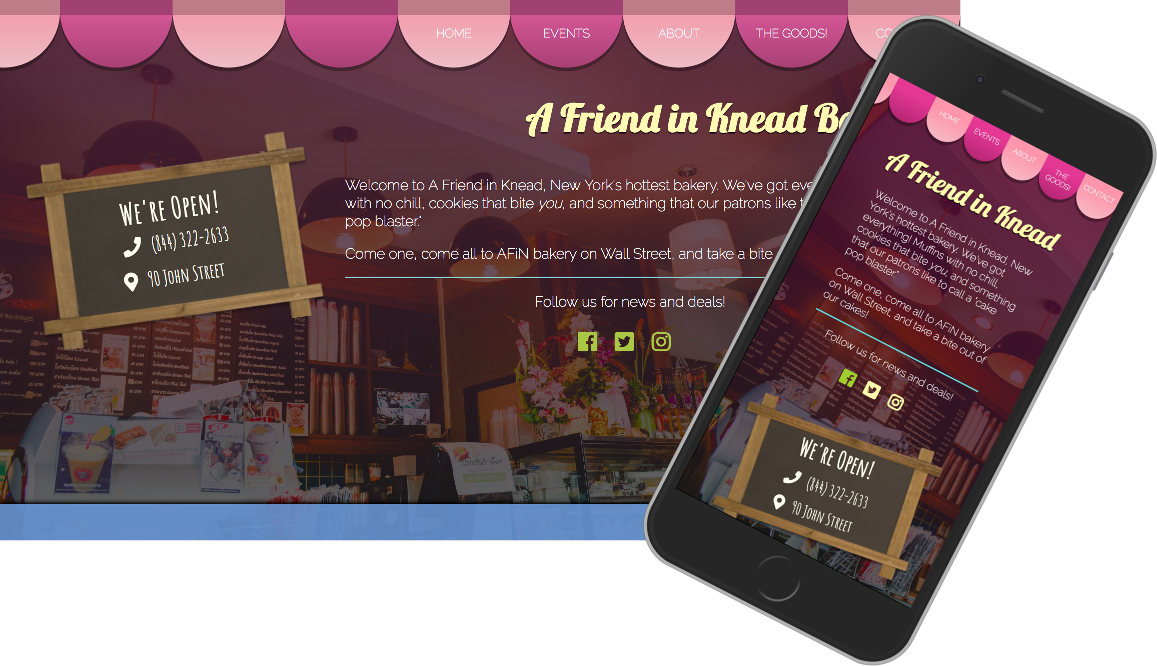 HOME
EVENTS
ABOUT
THE GOODS!
CO
A Friend in Knead Ba
Welcome to A Friend in Knead, New York's hottest bakery. We've got eve
with no chill, cookies that bite you, and something that our patrons like t
pop blaster."
Come one, come all to AFiN bakery on Wall Street, and take a bite
Follow us for news and deals!
We're Open!
(844) 322-2633
90 John Street
HOME
EVENTS
ABOUT
THE
GOODS!
CONTACT
A Friend in Knead
Welcome to A Friend in Knead, New
York's hottest bakery. We've got
everything! Muffins with no chill,
cookies that bite you, and something
that our patrons like to call a "cake
pop blaster."
Come one, come all to AFiN bakery
on Wall Street, and take a bite out of
our cakes!
Follow us for news and deals!
We're Open!
(844) 322-2633
90 John Street